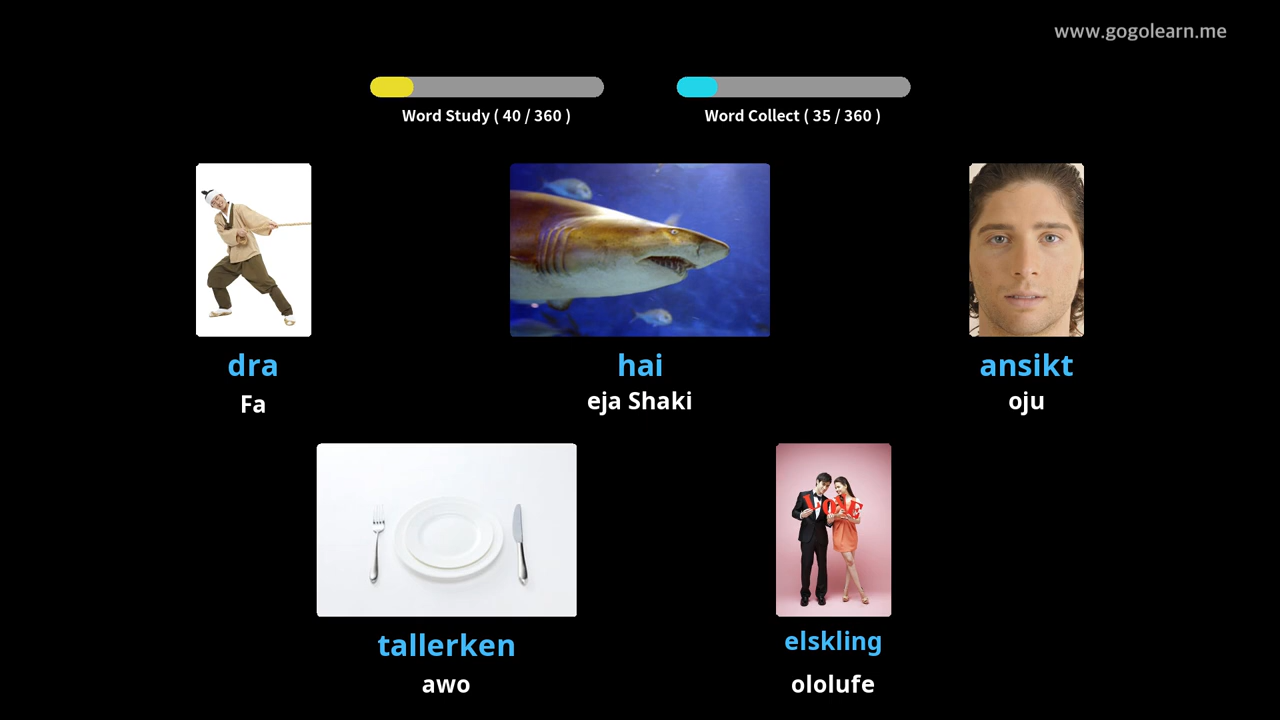 www.gogolearn.me
Word Study ( 40 / 360 )
Word Collect ( 35 / 360 )
dra
Fa
hai
eja Shaki
ansikt
oju
tallerken
awo
LOVE
elskling
ololufe